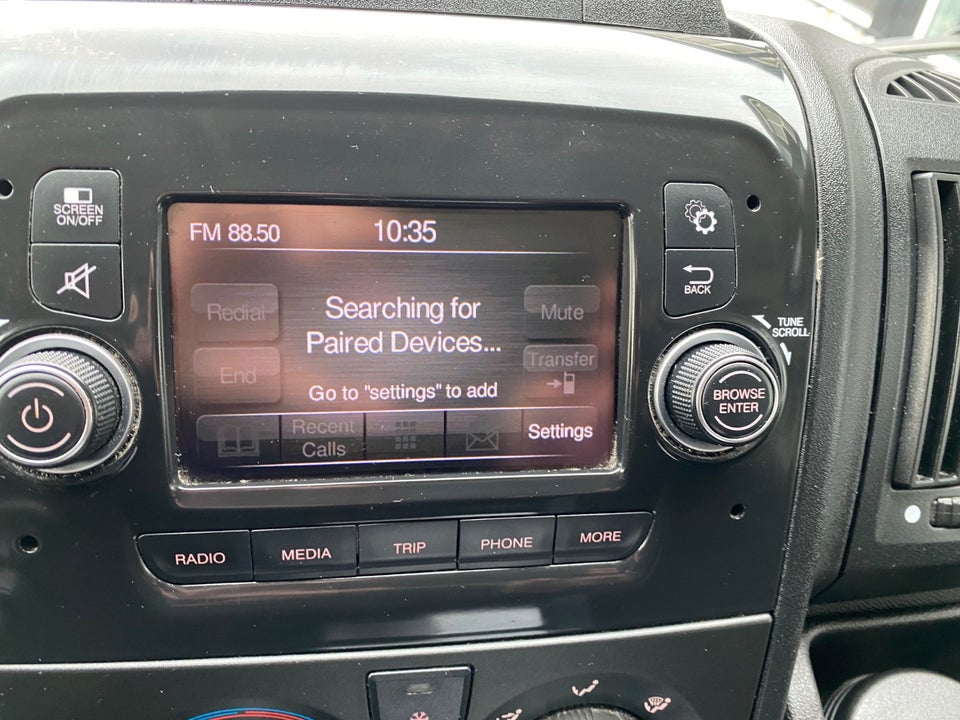 SCREEN
ON/OFF
FM 88.50
10:35
BACK
Redial
Searching for
Paired Devices...
Mute
End
Go to "settings" to add
Transfer
Recent
Calls
Settings
TUNE
SCROLL
BROWSE
ENTER
RADIO
MEDIA
TRIP
PHONE
MORE